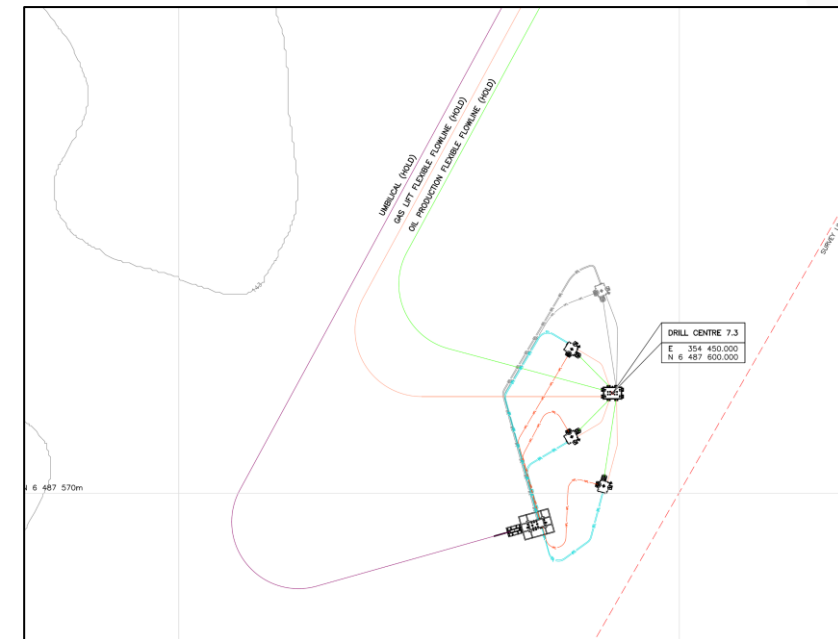 UMBILICAL (HOLD)
GAS LIFT FLEXIBLE FLOWLINE (HOLD)
OIL PRODUCTION FLEXIBLE FLOWLINE (HOLD)
SURVEY
DRILL CENTRE 7.3
E 354 450.000
N 6 487 600.000
N 6 487 570m